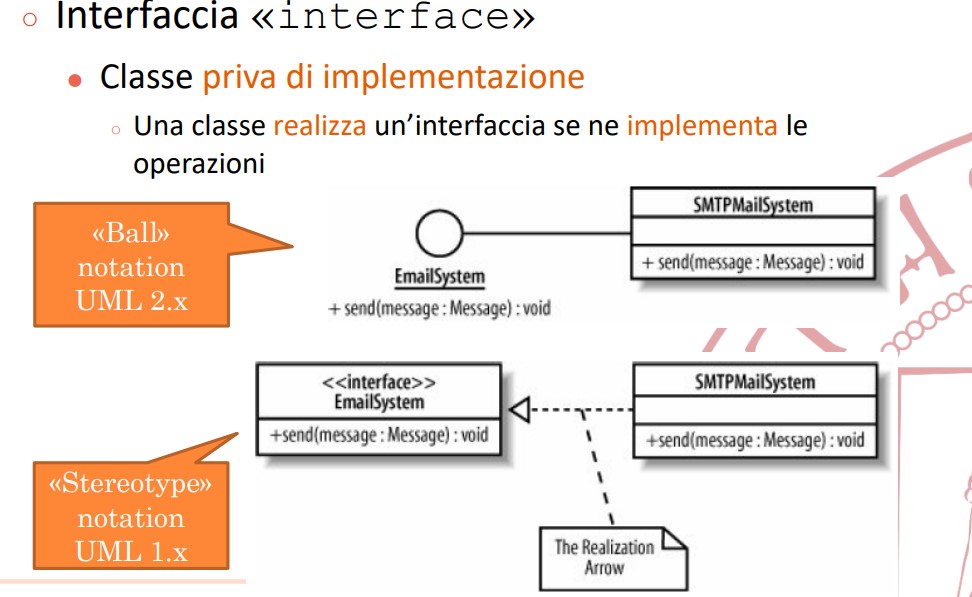 Interfaccia «interface»
Classe priva di implementazione
Una classe realizza un’interfaccia se ne implementa le
operazioni
«Ball»
notation
UML 2.x
EmailSystem
+ send(message : Message) : void
SMTPMailSystem
+ send(message : Message) : void
«Stereotype»
notation
UML 1.x
<<interface>>
EmailSystem
+send(message : Message) : void
SMTPMailSystem
+send(message : Message) : void
The Realization
Arrow